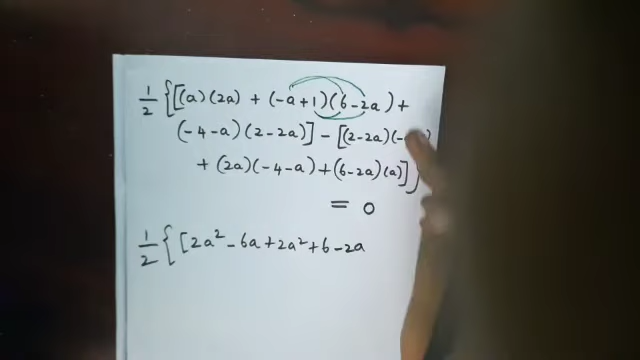 1/2 {[(a)(2a) + (-a+1)(6-2a) +
(-4-a)(2-2a)] - [(2-2a)(-
+ (2a)(-4-a) + (6-2a)(a)]}
= 0
1/2 {[2a² - 6a + 2a² + 6 - 2a